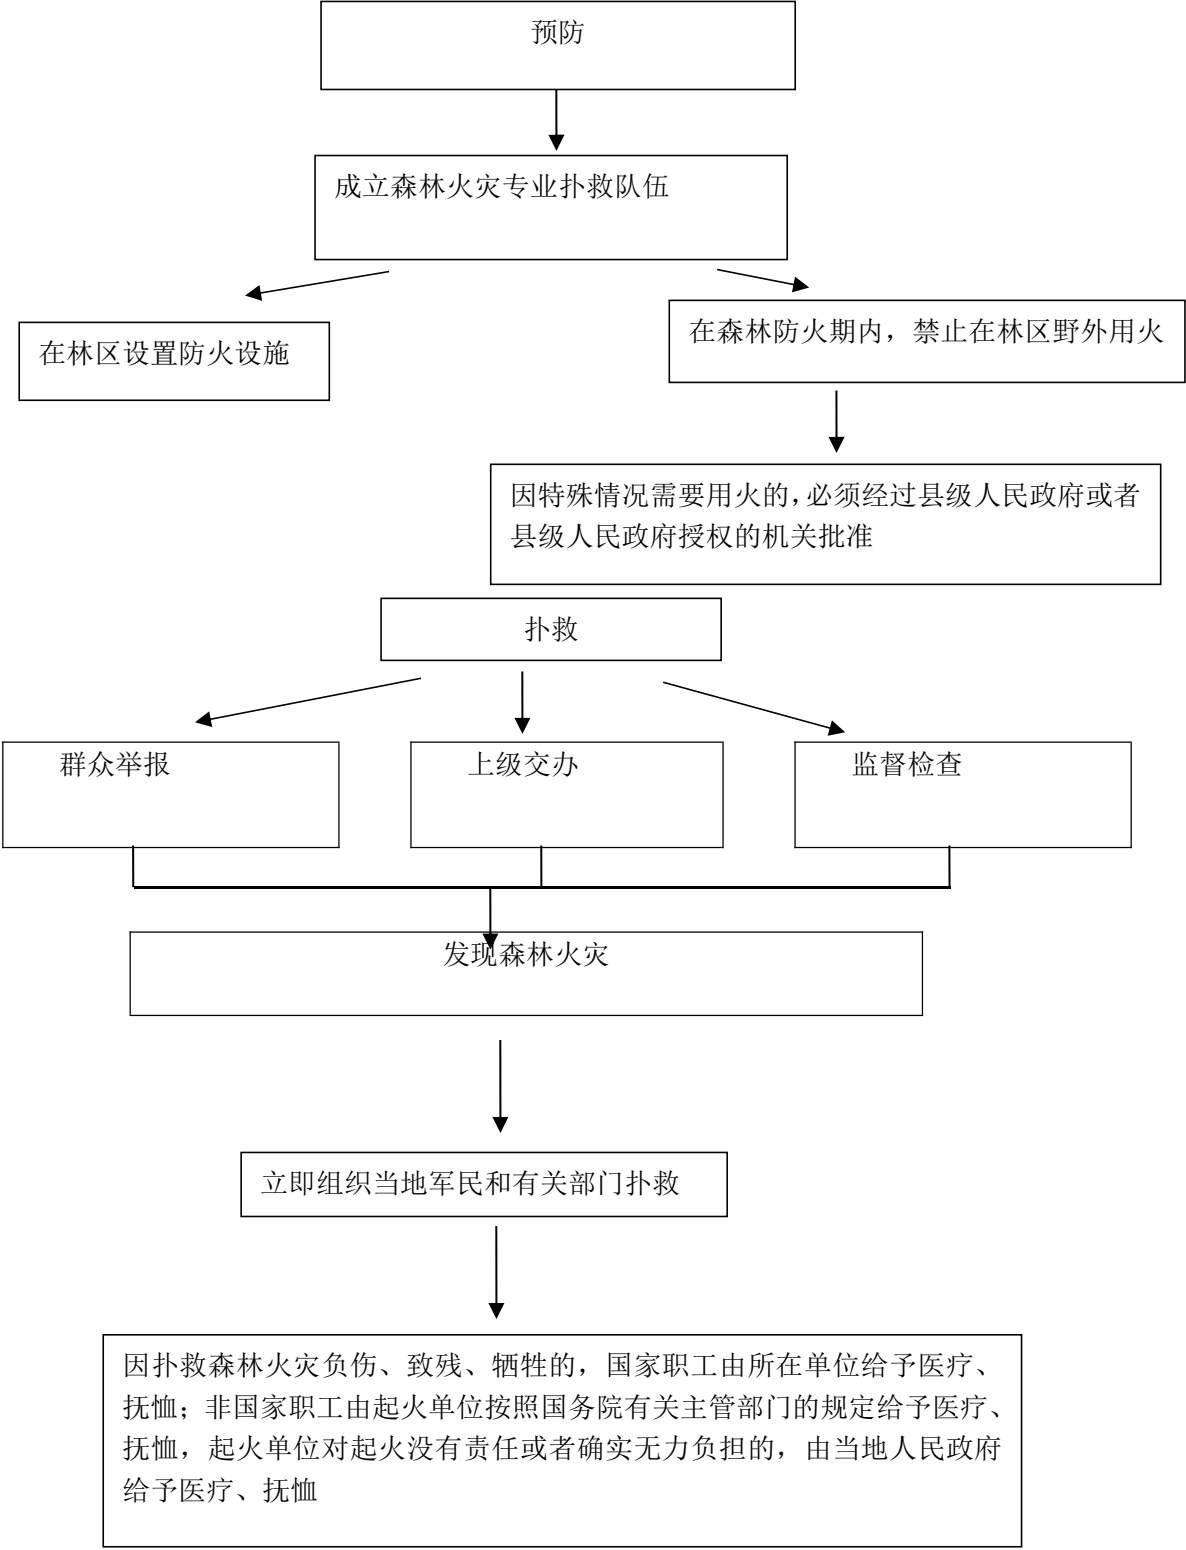 预防
成立森林火灾专业扑救队伍
在林区设置防火设施
在森林防火期内，禁止在林区野外用火
因特殊情况需要用火的，必须经过县级人民政府或者
县级人民政府授权的机关批准
扑救
群众举报
上级交办
监督检查
发现森林火灾
立即组织当地军民和有关部门扑救
因扑救森林火灾负伤、致残、牺牲的，国家职工由所在单位给予医疗、
抚恤；非国家职工由起火单位按照国务院有关主管部门的规定给予医疗、
抚恤，起火单位对起火没有责任或者确实无力负担的，由当地人民政府
给予医疗、抚恤